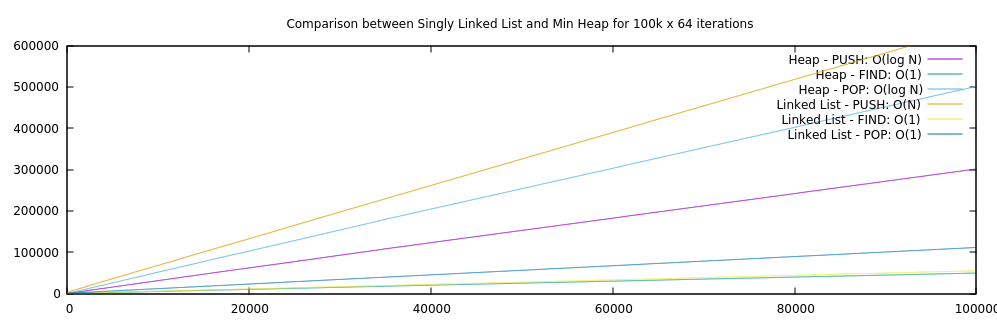 Comparison between Singly Linked List and Min Heap for 100k x 64 iterations
600000
500000
400000
300000
200000
100000
0
Heap - PUSH: O(log N)
Heap - FIND: O(1)
Heap - POP: O(log N)
Linked List - PUSH: O(N)
Linked List - FIND: O(1)
Linked List - POP: O(1)
0 20000 40000 60000 80000 100000